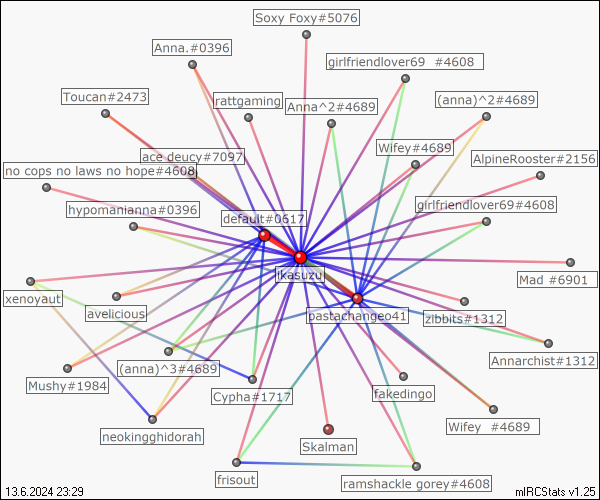 Soxy Foxy#5076
Anna.#0396
girlfriendlover69 #4608
Toucan#2473
rattgaming
Anna^2#4689
(anna)^2#4689
Wifey#4689
ace deucy#7097
AlpineRooster#2156
no cops no laws no hope#4608
hypomanianna#0396
default#0617
girlfriendlover69#4608
ikasuzu
Mad #6901
xenoyaut
avelicious
pastachangeo41
zibbits#1312
Annarchist#1312
(anna)^3#4689
Mushy#1984
Cypha#1717
fakedingo
neokingghidorah
Wifey #4689
Skalman
frisout
ramshackle gorey#4608
13.6.2024 23:29
mIRCStats v1.25